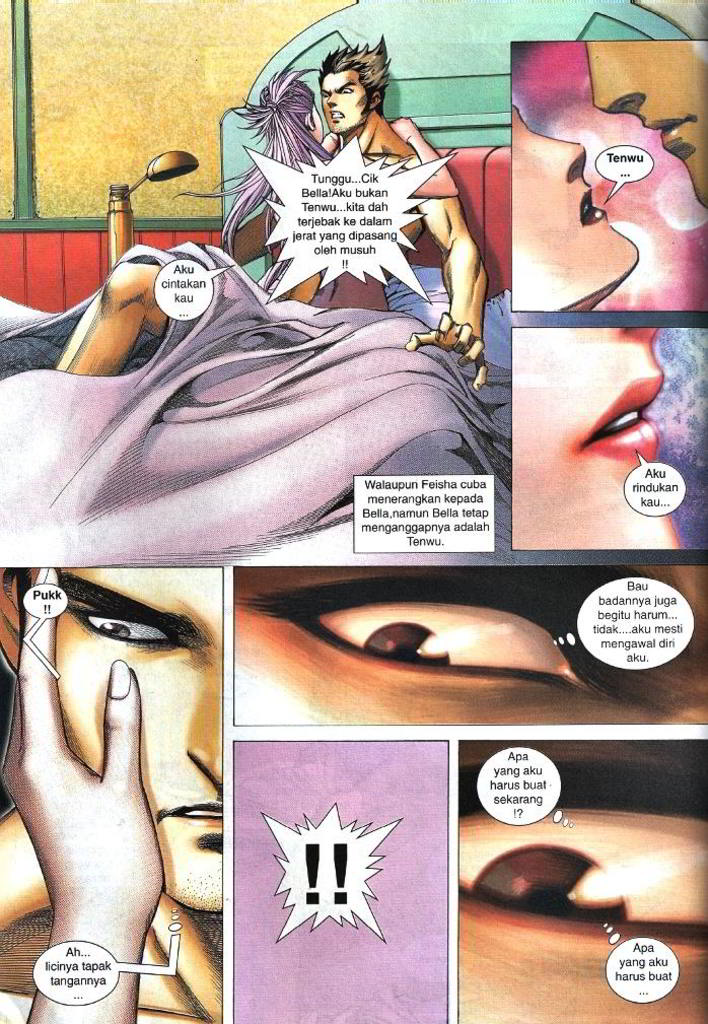 Tunggu...Cik
Bella!Aku bukan
Tenwu...kita dah
terjebak ke dalam
jerat yang dipasang
oleh musuh
!!
Aku
cintakan
kau
...
Tenwu
...
Aku
rindukan
kau...
Walaupun Feisha cuba
menerangkan kepada
Bella,namun Bella tetap
menganggapnya adalah
Tenwu.
Pukk
!!
Ah...
licinya tapak
tangannya
...
Bau
badannya juga
begitu harum...
tidak....aku mesti
mengawal diri
aku.
!!
Apa
yang aku
harus buat
sekarang
!?
Apa
yang aku
harus buat
...